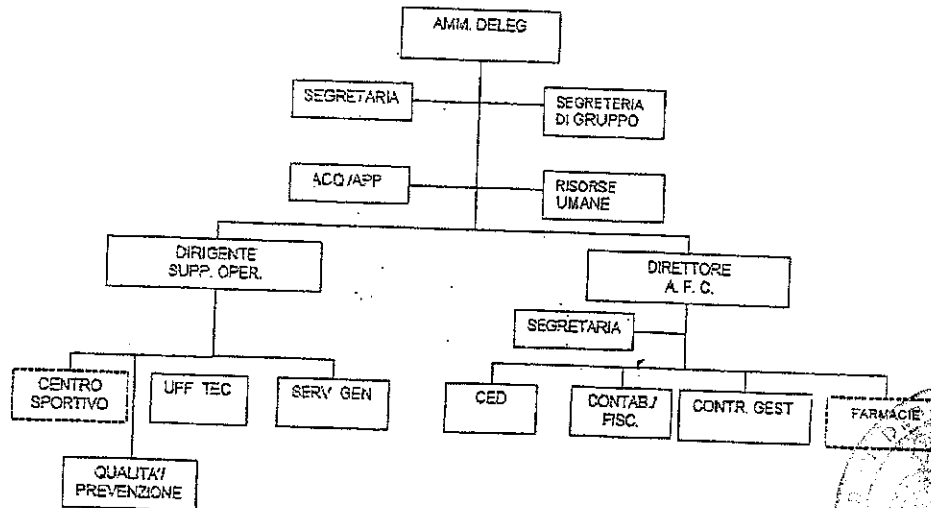 AMM. DELEG
SEGRETARIA
SEGRETERIA
DI GRUPPO
ACQ./APP
RISORSE
UMANE
DIRIGENTE
SUPP. OPER.
DIRETTORE
A. F. C.
SEGRETARIA
CENTRO
SPORTIVO
UFF TEC
SERV GEN
CED
CONTAB./
FISC.
CONTR. GEST
FARMACIE
QUALITA'/
PREVENZIONE